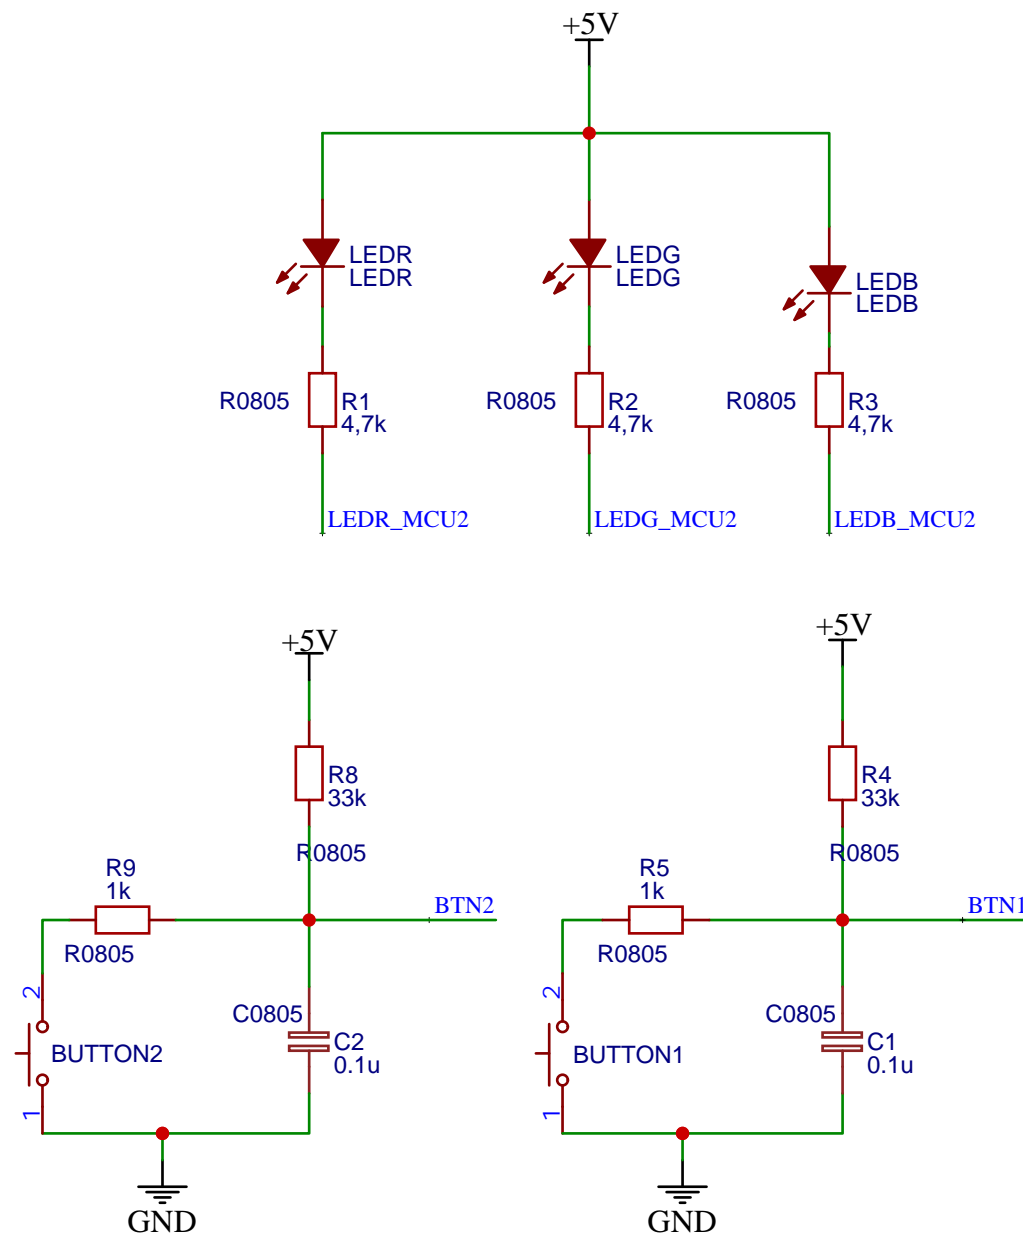 +5V
LEDR
LEDR
LEDG
LEDG
LEDB
LEDB
R0805
R1
4,7k
R0805
R2
4,7k
R0805
R3
4,7k
LEDR_MCU2
LEDG_MCU2
LEDB_MCU2
+5V
R8
33k
R0805
R9
1k
R0805
BTN2
2
BUTTON2
1
C0805
C2
0.1u
GND
+5V
R4
33k
R0805
R5
1k
R0805
BTN1
2
BUTTON1
1
C0805
C1
0.1u
GND